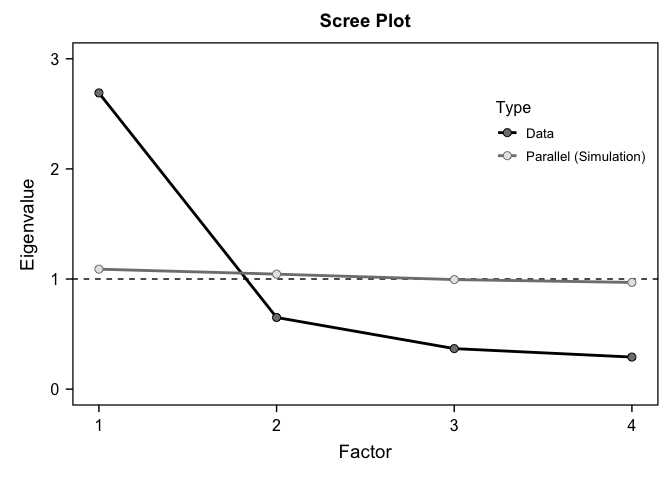 Scree Plot
3
2
1
0
Eigenvalue
Type
Data
Parallel (Simulation)
1 2 3 4
Factor